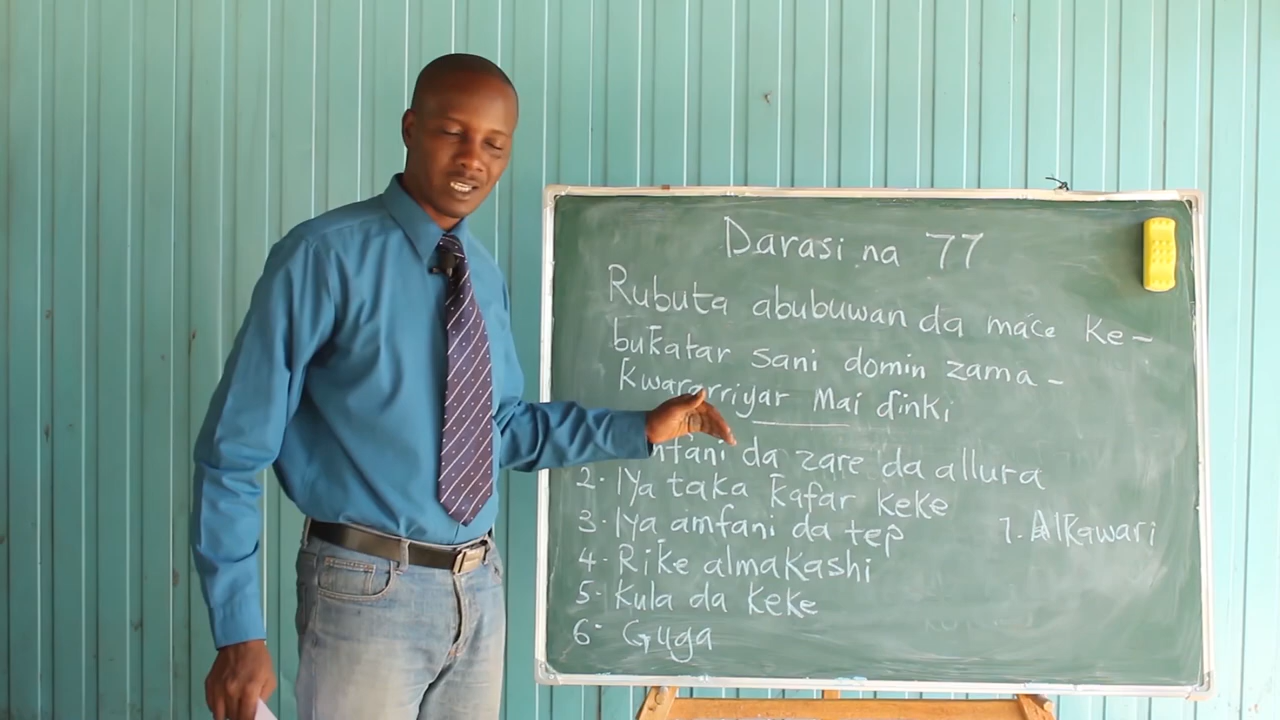 Darasi na 77
Rubuta abubuwan da mace ke-
bukatar sani domin zama-
Kwararriyar Mai dinki
da zare da allura
2. Iya taka kafar keke
3. Iya amfani da tep
4. Rike almakashi
5. Kula da keke
6. Guga
7. Alkawari